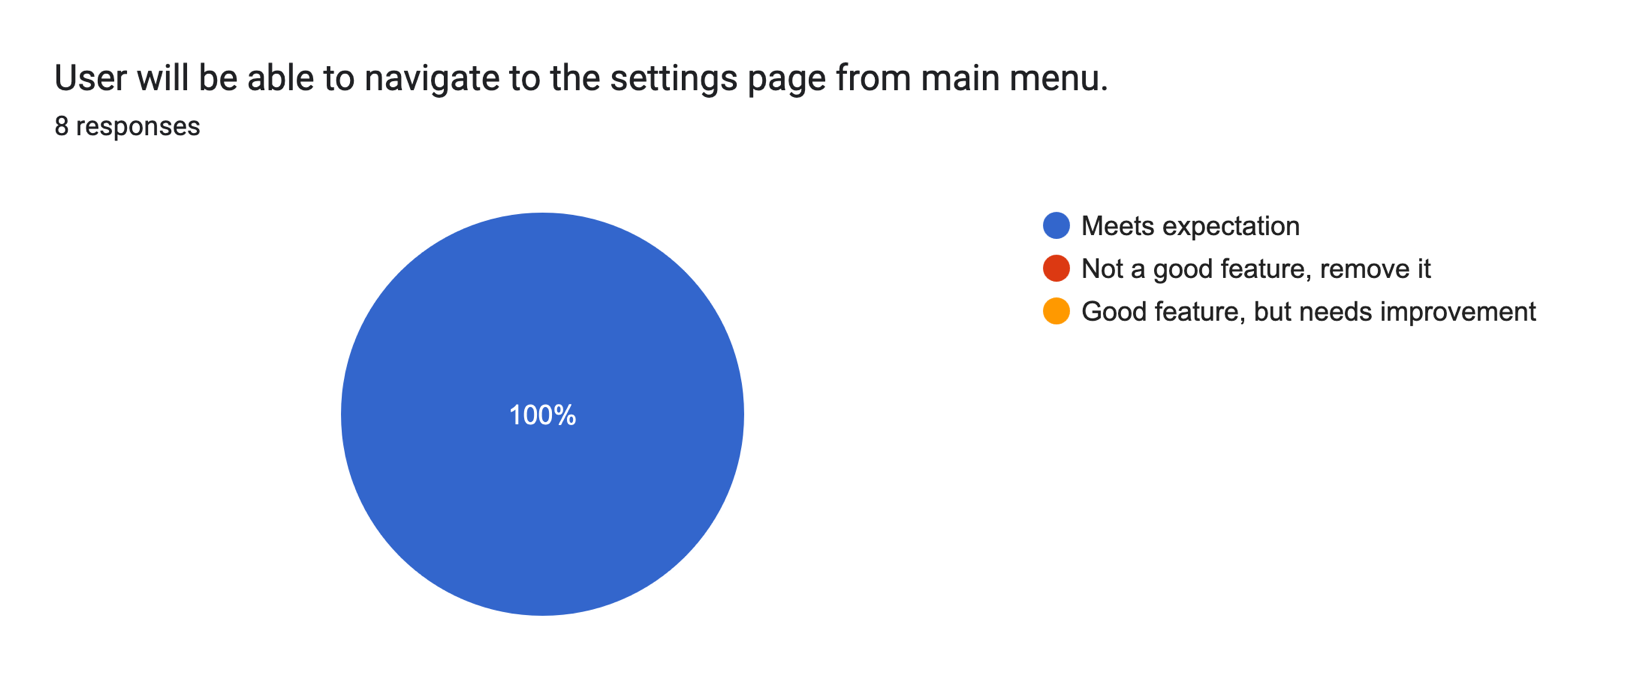 User will be able to navigate to the settings page from main menu.
8 responses
Meets expectation
Not a good feature, remove it
Good feature, but needs improvement
100%